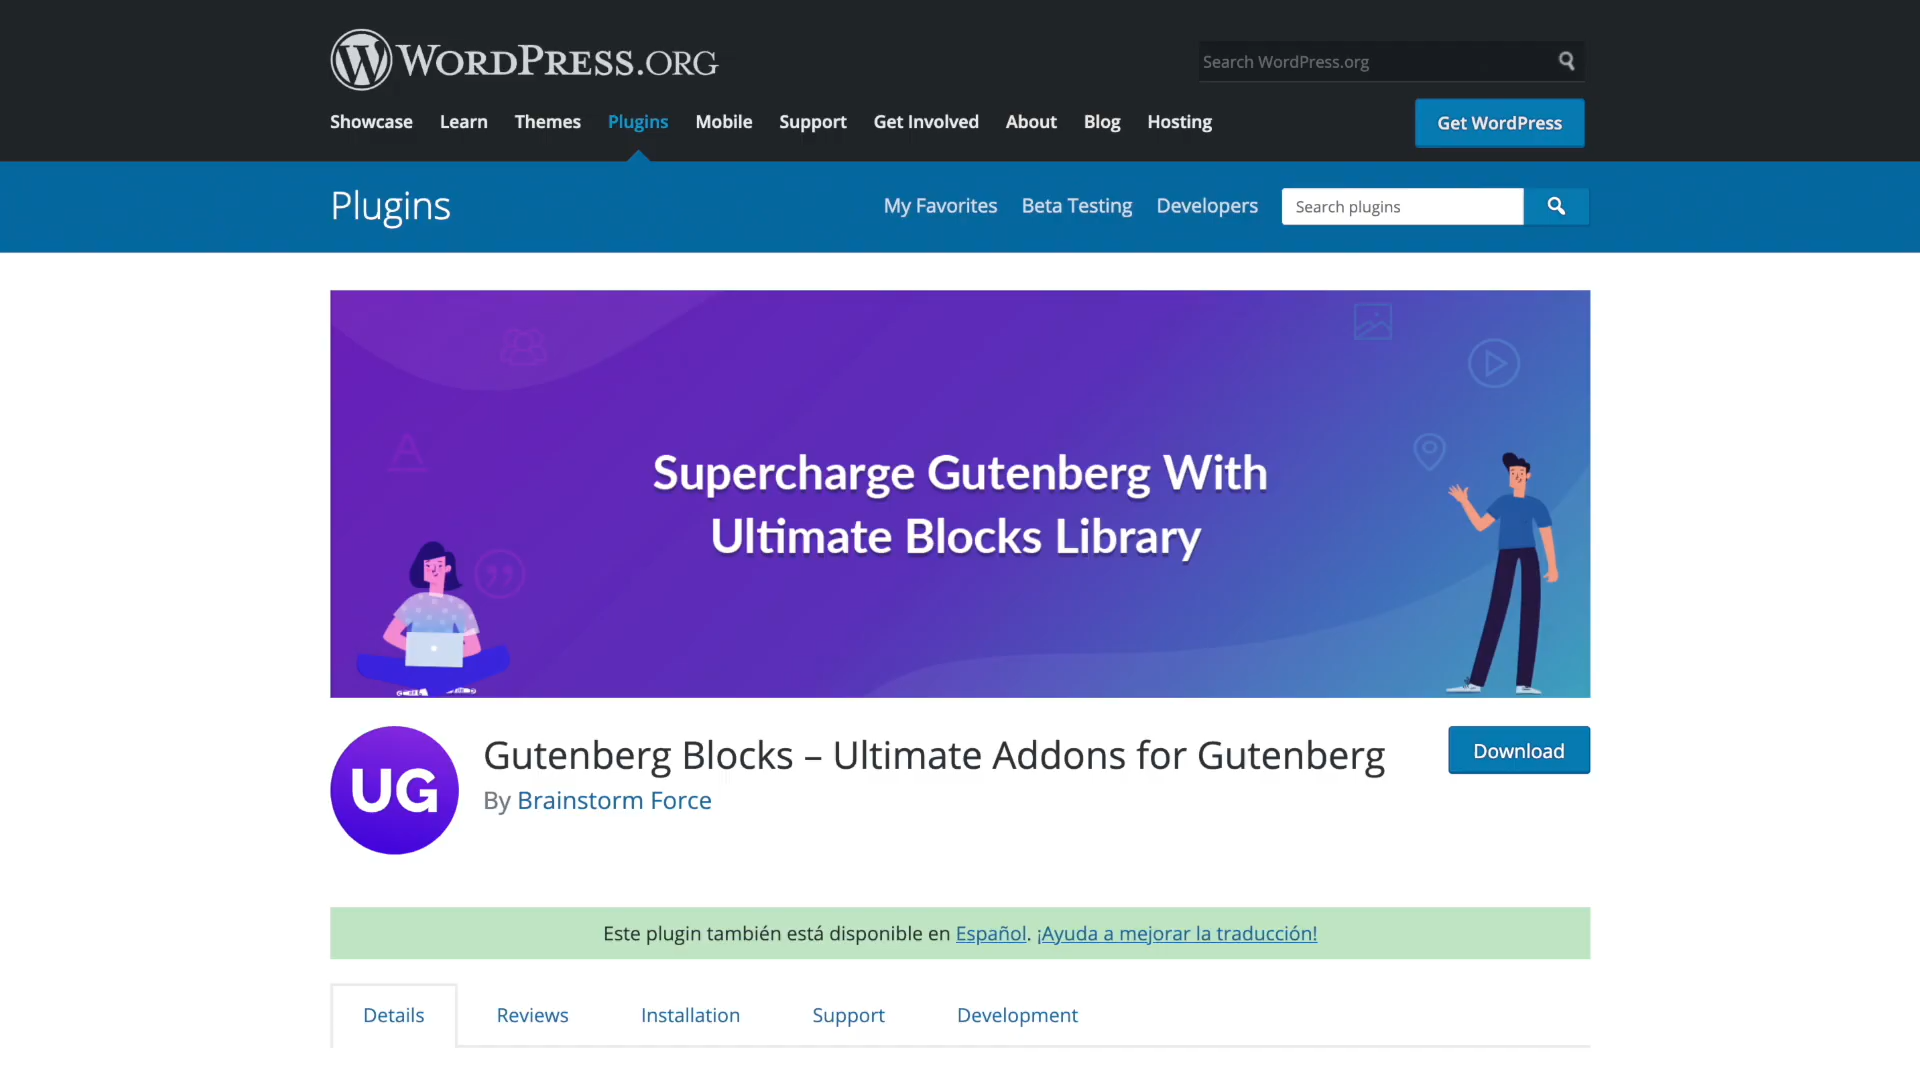 WORDPRESS.ORG
Search WordPress.org
Showcase Learn Themes Plugins Mobile Support Get Involved About Blog Hosting
Get WordPress
Plugins
My Favorites Beta Testing Developers
Search plugins
A
Supercharge Gutenberg With
Ultimate Blocks Library
UG
Gutenberg Blocks – Ultimate Addons for Gutenberg
Download
By Brainstorm Force
Este plugin también está disponible en Español. ¡Ayuda a mejorar la traducción!
Details Reviews Installation Support Development